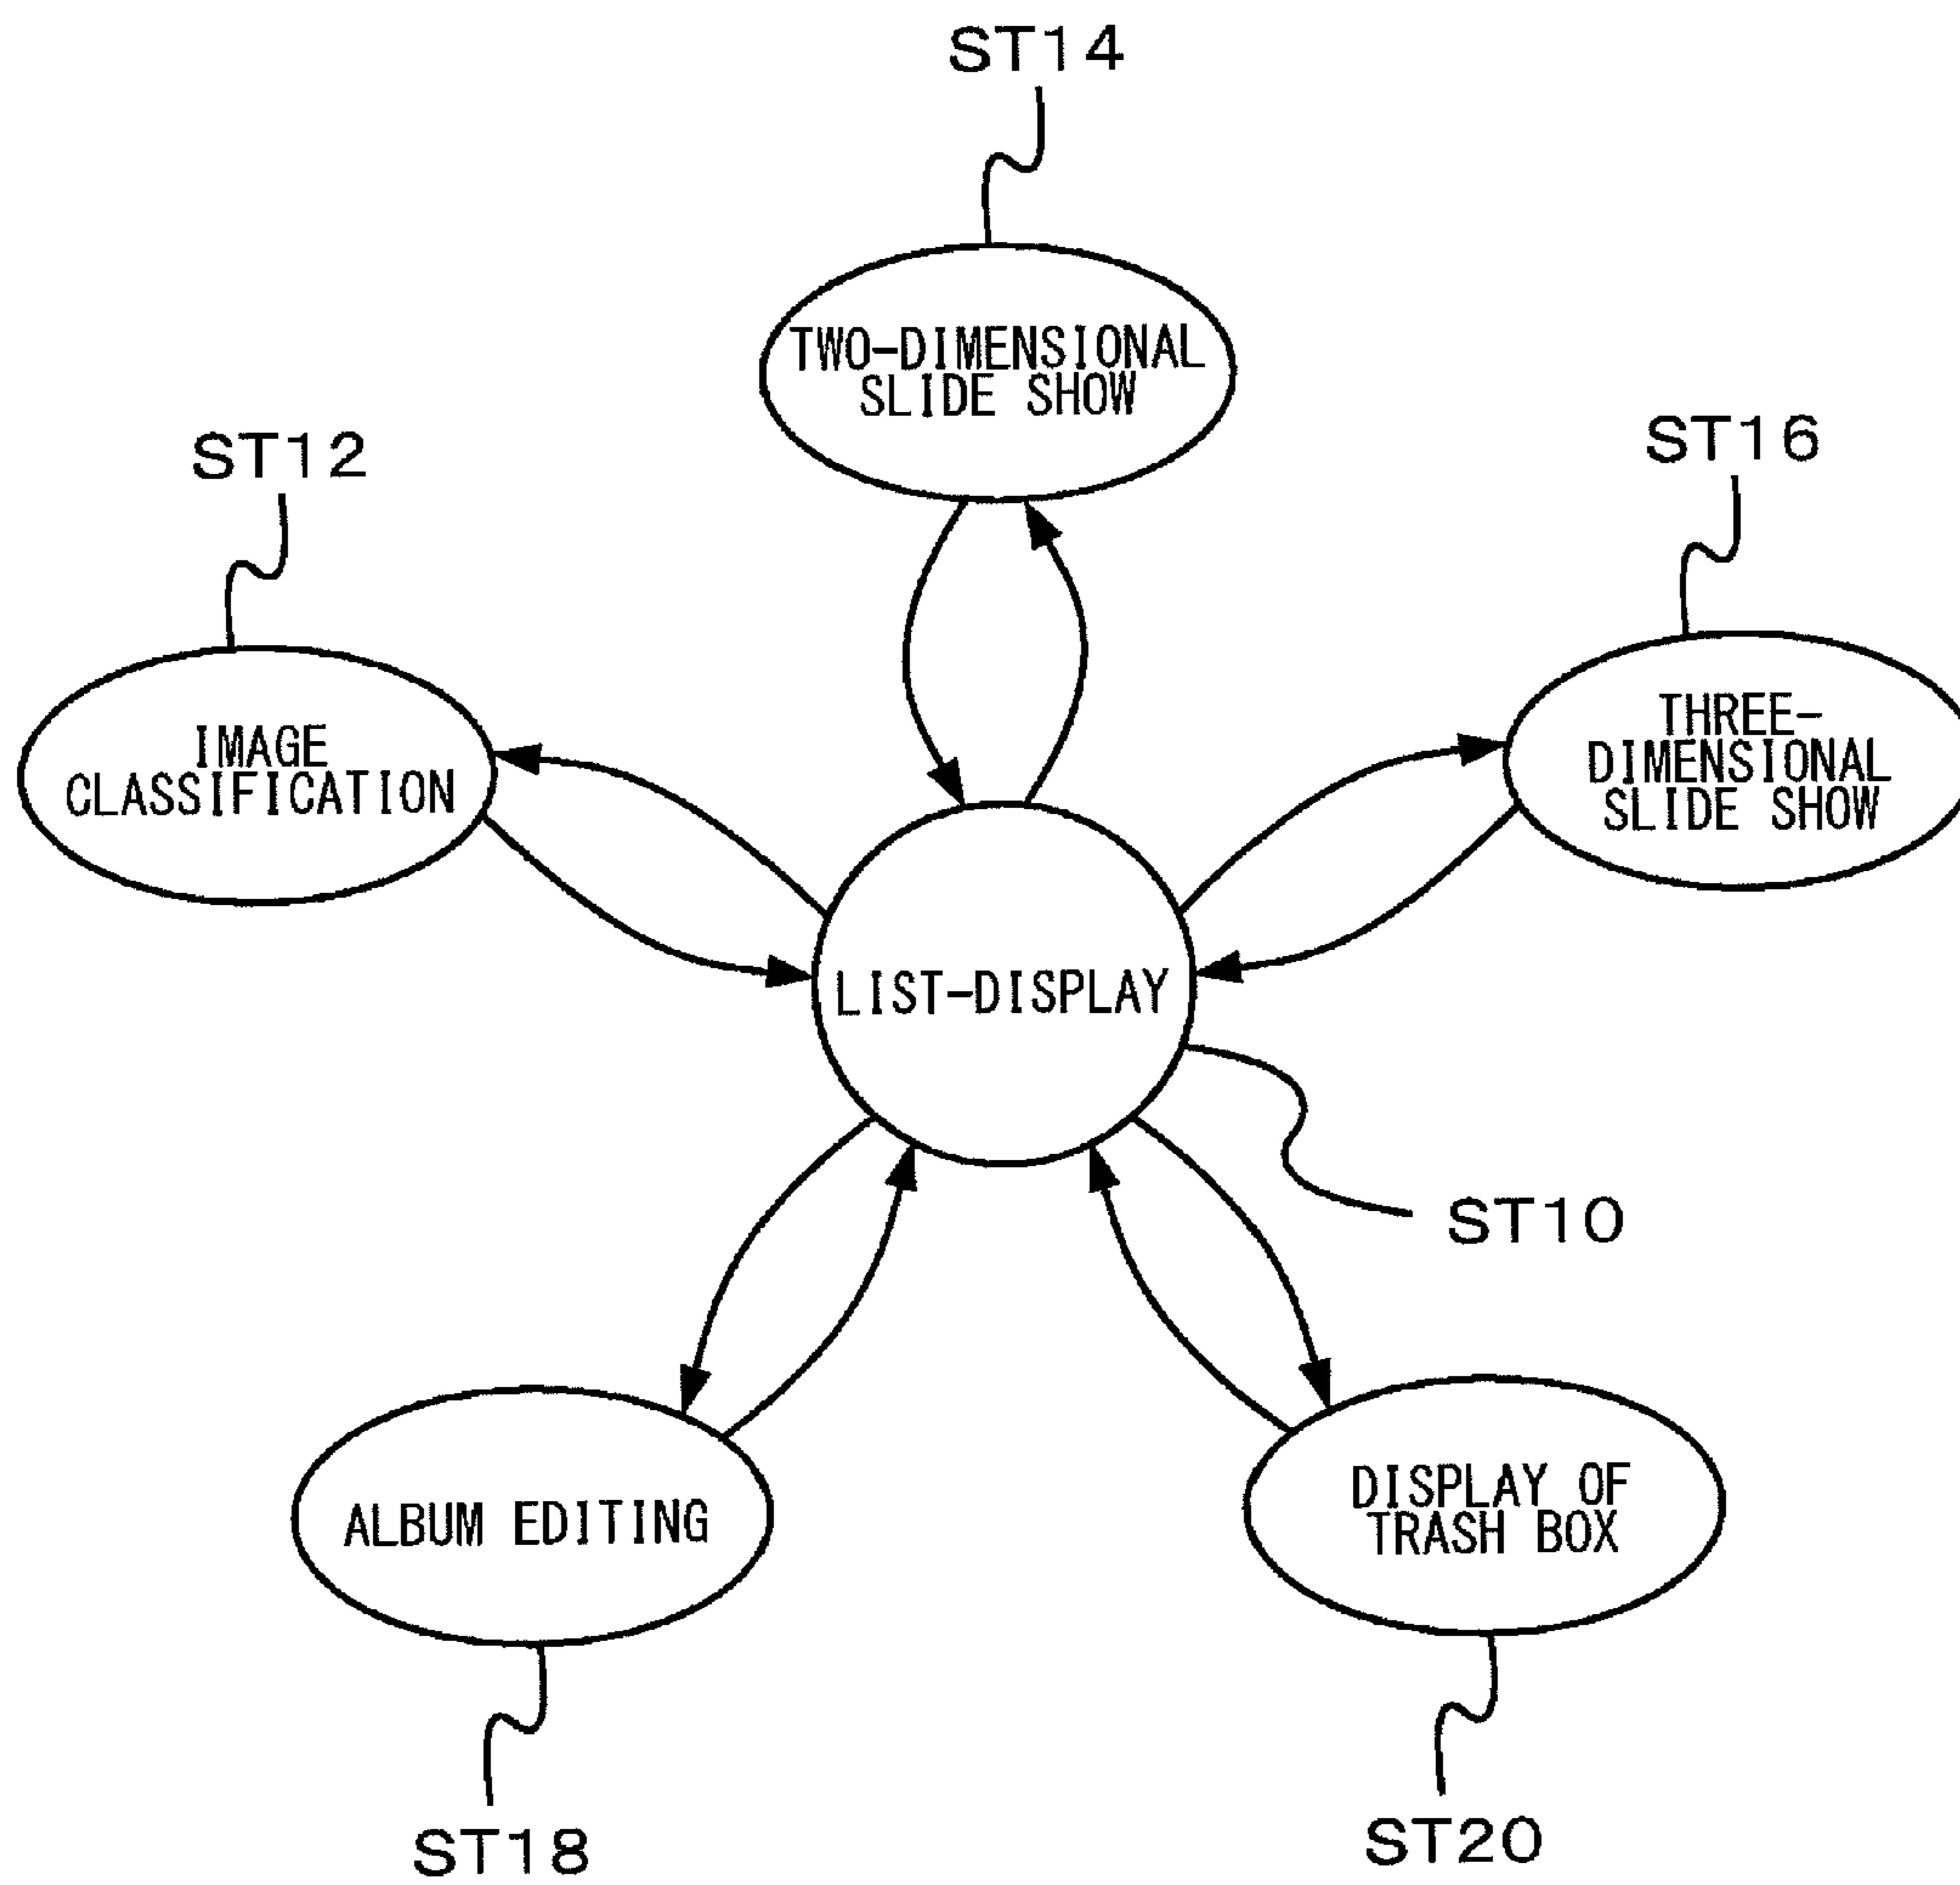 ST14
TWO-DIMENSIONAL
SLIDE SHOW
ST12
ST16
IMAGE
CLASSIFICATION
THREE-
DIMENSIONAL
SLIDE SHOW
LIST-DISPLAY
ST10
ALBUM EDITING
DISPLAY OF
TRASH BOX
ST18
ST20